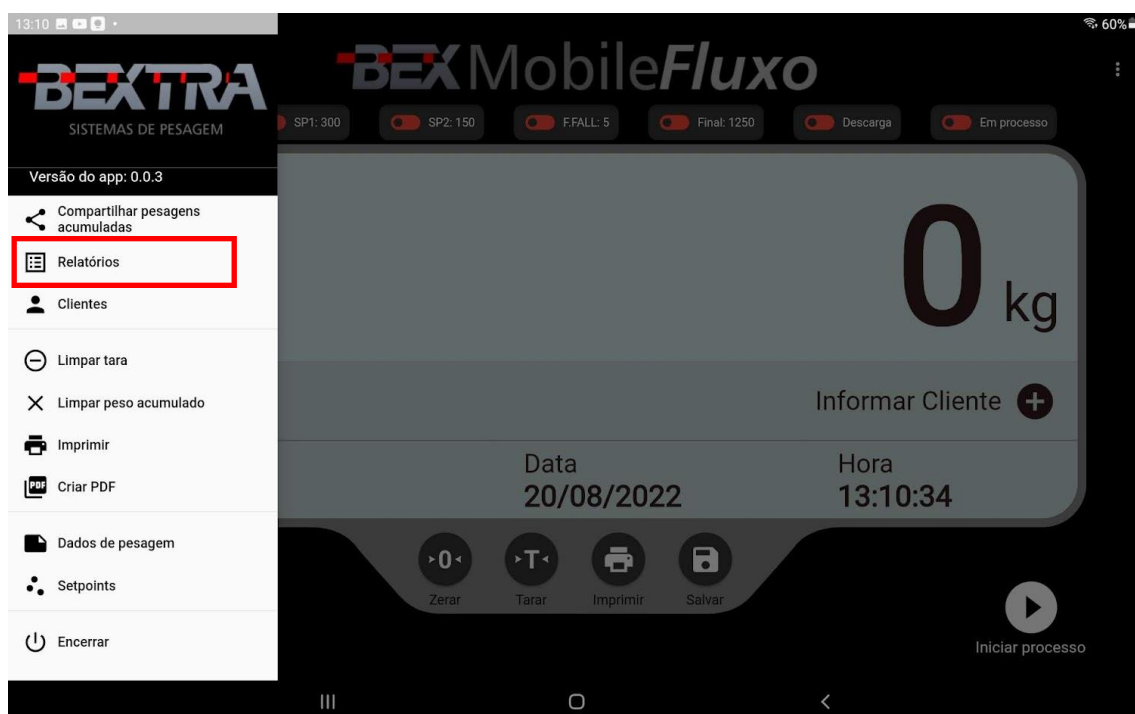 13:10
60%
BEXTRA
SISTEMAS DE PESAGEM
Versão do app: 0.0.3
Compartilhar pesagens
acumuladas
Relatórios
Clientes
Limpar tara
Limpar peso acumulado
Imprimir
PDF
Criar PDF
Dados de pesagem
Setpoints
Encerrar
BEX MobileFluxo
SP1: 300
SP2: 150
F.FALL: 5
Final: 1250
Descarga
Em processo
0 kg
Informar Cliente
Data
20/08/2022
Hora
13:10:34
0
T
Zerar
Tarar
Imprimir
Salvar
Iniciar processo